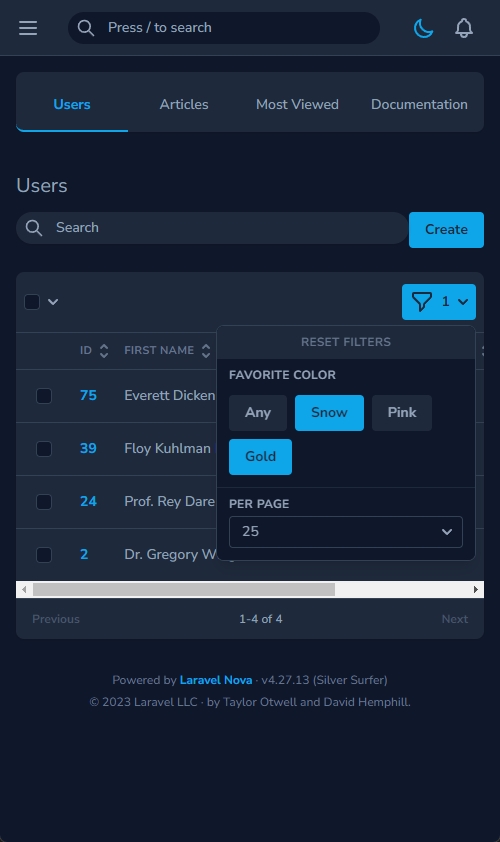 Press / to search
Users Articles Most Viewed Documentation
Users
Search Create
1
ID FIRST NAME
RESET FILTERS
FAVORITE COLOR
Any Snow Pink
Gold
PER PAGE
25
75 Everett Dicken
39 Floy Kuhlman
24 Prof. Rey Dare
2 Dr. Gregory
Previous 1-4 of 4 Next
Powered by Laravel Nova · v4.27.13 (Silver Surfer)
© 2023 Laravel LLC · by Taylor Otwell and David Hemphill.